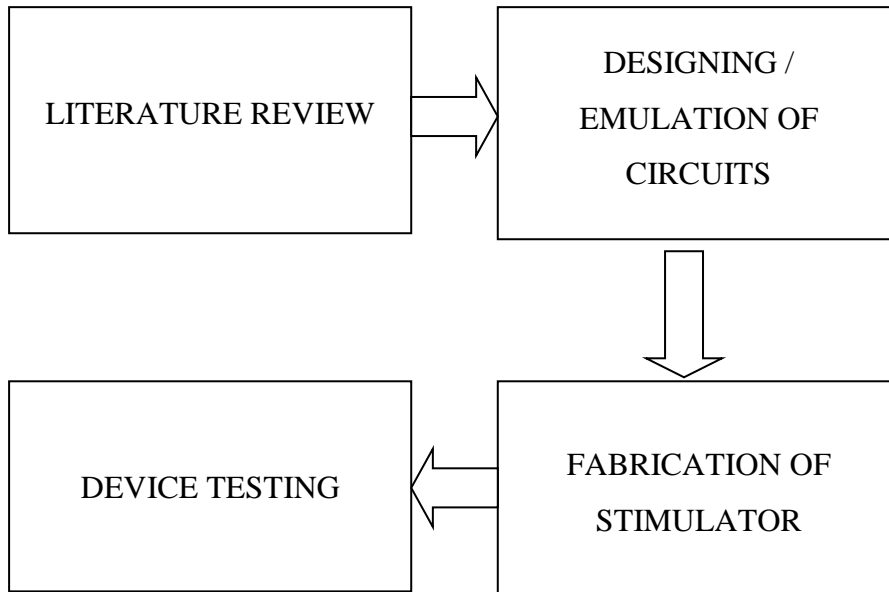 LITERATURE REVIEW
DESIGNING /
EMULATION OF
CIRCUITS
FABRICATION OF
STIMULATOR
DEVICE TESTING